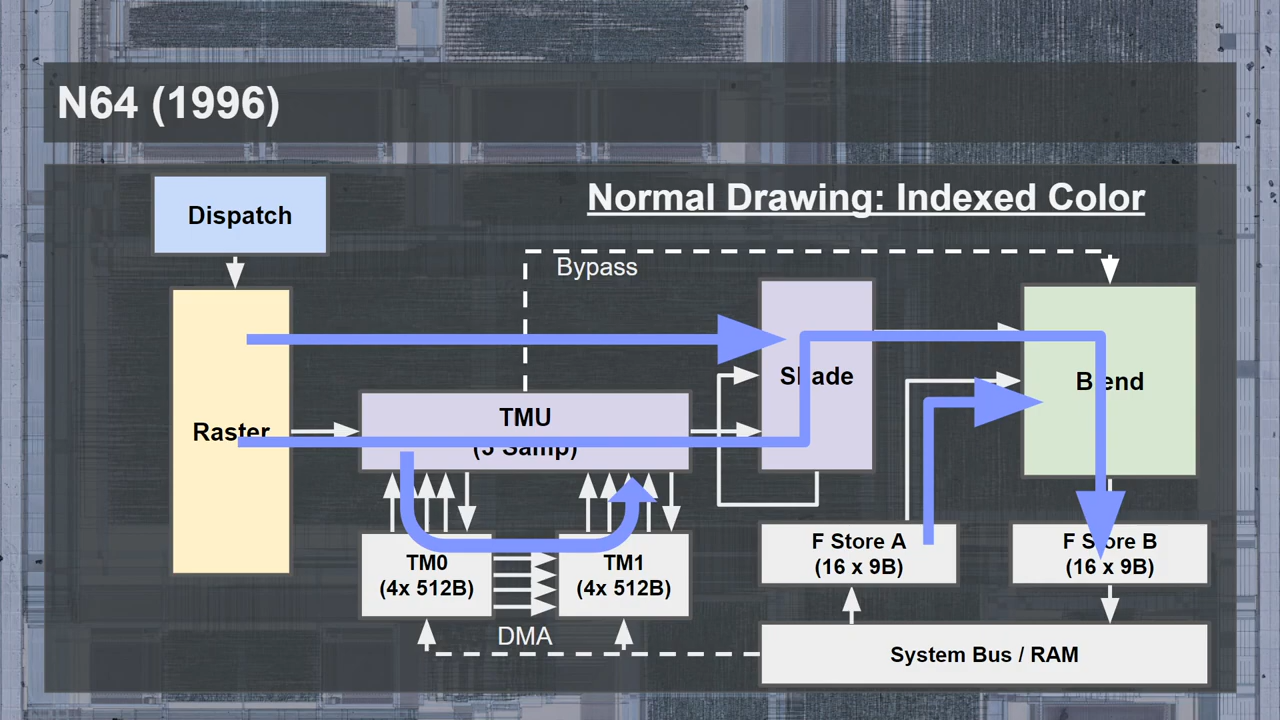 N64 (1996)
Normal Drawing: Indexed Color
Dispatch
Bypass
Raster
TMU
(3 Samp)
Shade
Blend
TM0
(4x 512B)
TM1
(4x 512B)
DMA
F Store A
(16 x 9B)
F Store B
(16 x 9B)
System Bus / RAM